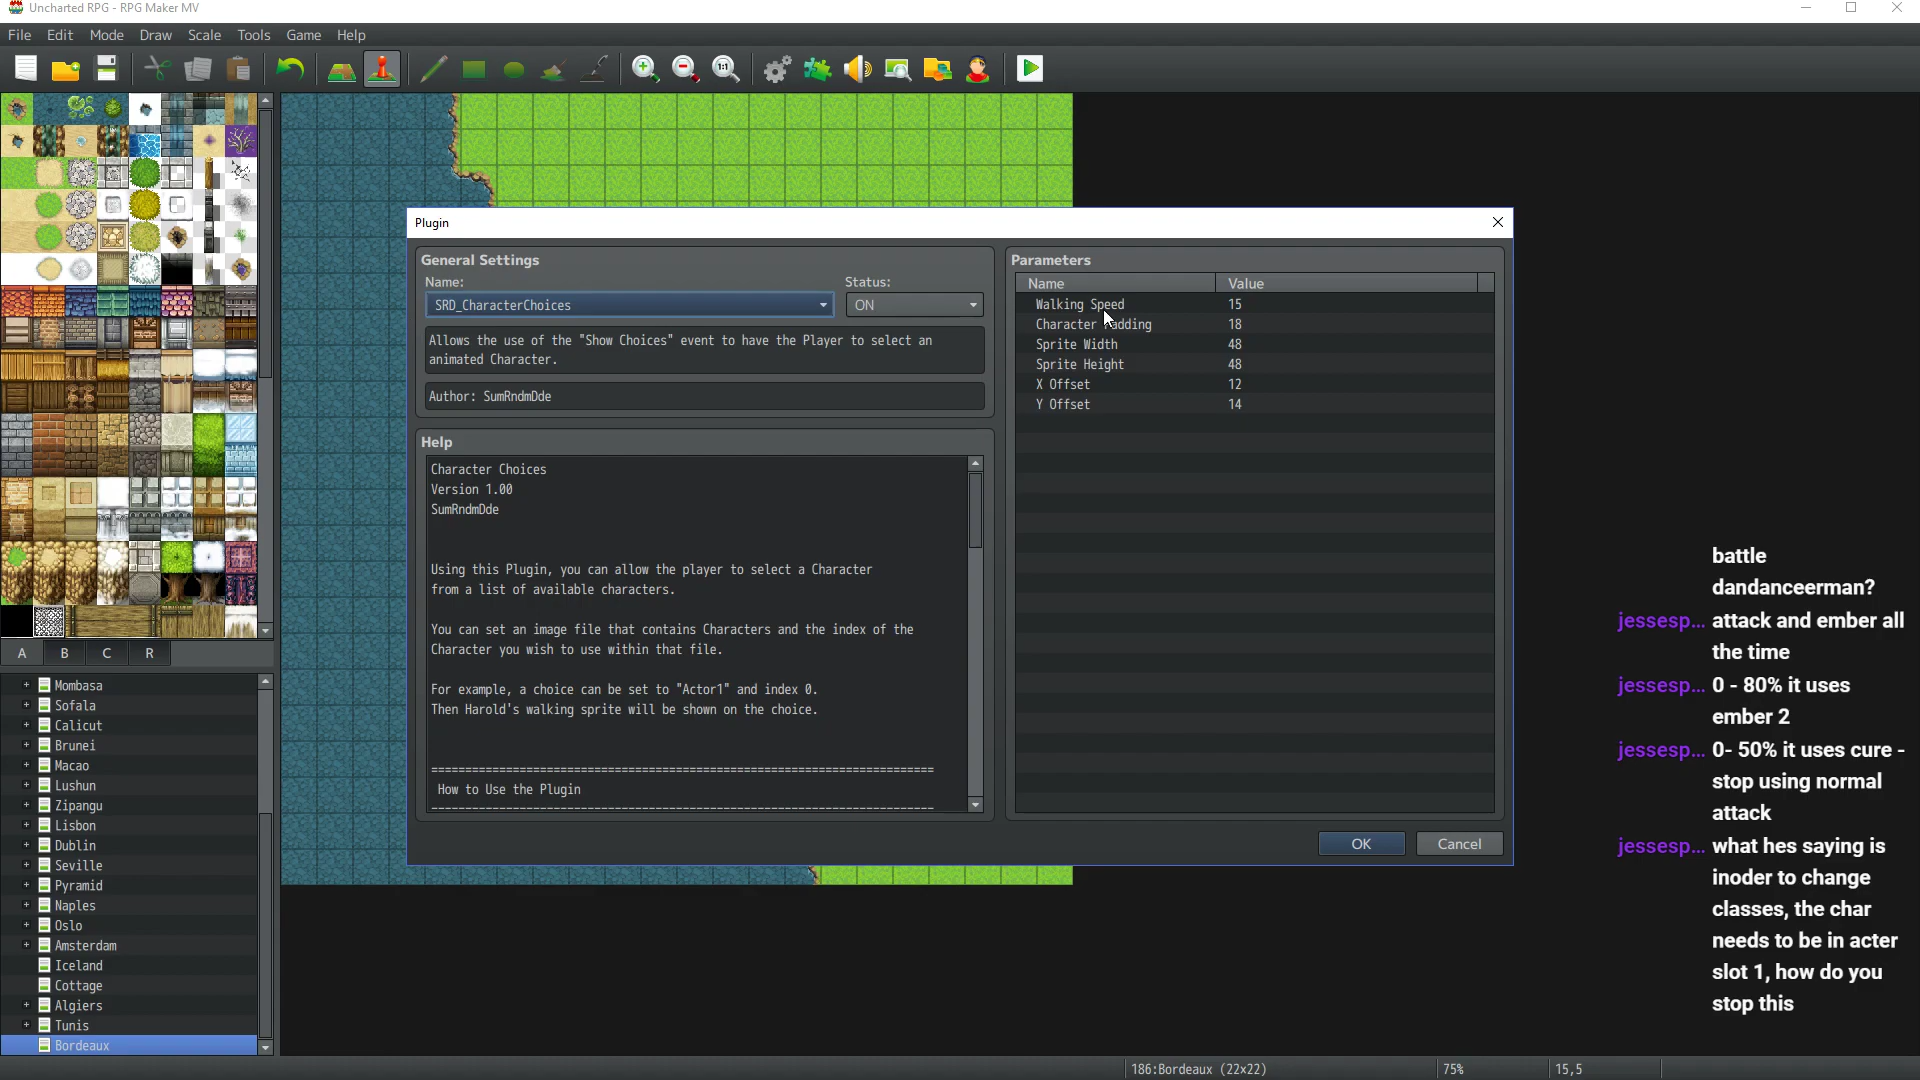 Uncharted RPG - RPG Maker MV
File Edit Mode Draw Scale Tools Game Help
1:1
A B C R
Mombasa
Sofala
Calicut
Brunei
Macao
Lushun
Zipangu
Lisbon
Dublin
Seville
Pyramid
Naples
Oslo
Amsterdam
Iceland
Cottage
Algiers
Tunis
Bordeaux
Plugin
General Settings
Name: Status:
SRD_CharacterChoices ON
Allows the use of the "Show Choices" event to have the Player to select an
animated Character.
Author: SumRndmDde
Help
Character Choices
Version 1.00
SumRndmDde
Using this Plugin, you can allow the player to select a Character
from a list of available characters.
You can set an image file that contains Characters and the index of the
Character you wish to use within that file.
For example, a choice can be set to "Actor1" and index 0.
Then Harold's walking sprite will be shown on the choice.
==========================================================================
How to Use the Plugin
Parameters
Name Value
Walking Speed 15
Character Padding 18
Sprite Width 48
Sprite Height 48
X Offset 12
Y Offset 14
OK Cancel
battle
dandanceerman?
jessesp... attack and ember all
the time
jessesp... 0 - 80% it uses
ember 2
jessesp... 0- 50% it uses cure -
stop using normal
attack
jessesp... what hes saying is
inoder to change
classes, the char
needs to be in acter
slot 1, how do you
stop this
186:Bordeaux (22x22) 75% 15,5